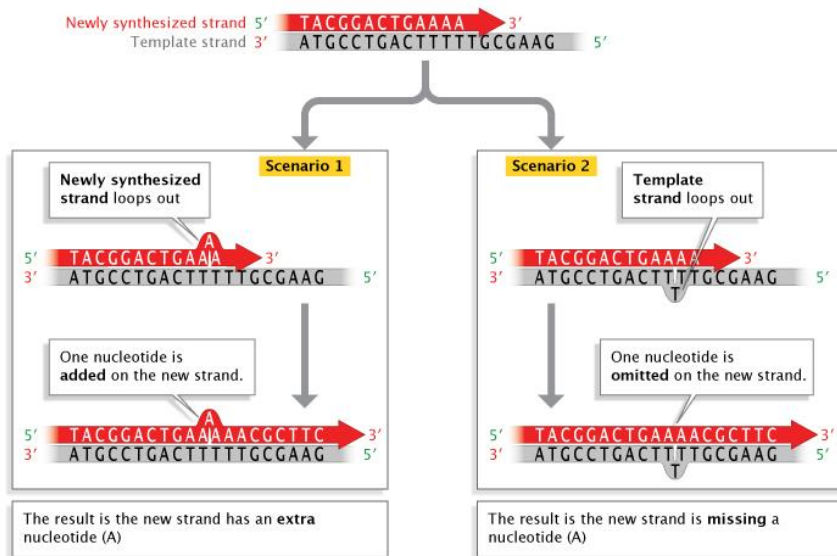 Newly synthesized strand 5′ TACGGACTGAAAA 3′
Template strand 3′ ATGCCTGACTTTTTGCGAAG 5′
Scenario 1
Newly synthesized
strand loops out
A
5′ TACGGACTGAAA 3′
3′ ATGCCTGACTTTTTGCGAAG 5′
One nucleotide is
added on the new strand.
A
5′ TACGGACTGAAAAACGCTTC 3′
3′ ATGCCTGACTTTTTGCGAAG 5′
The result is the new strand has an extra
nucleotide (A)
Scenario 2
Template
strand loops out
5′ TACGGACTGAAAA 3′
3′ ATGCCTGACTTTTGCGAAG 5′
T
One nucleotide is
omitted on the new strand.
5′ TACGGACTGAAAACGCTTC 3′
3′ ATGCCTGACTTTTGCGAAG 5′
T
The result is the new strand is missing a
nucleotide (A)